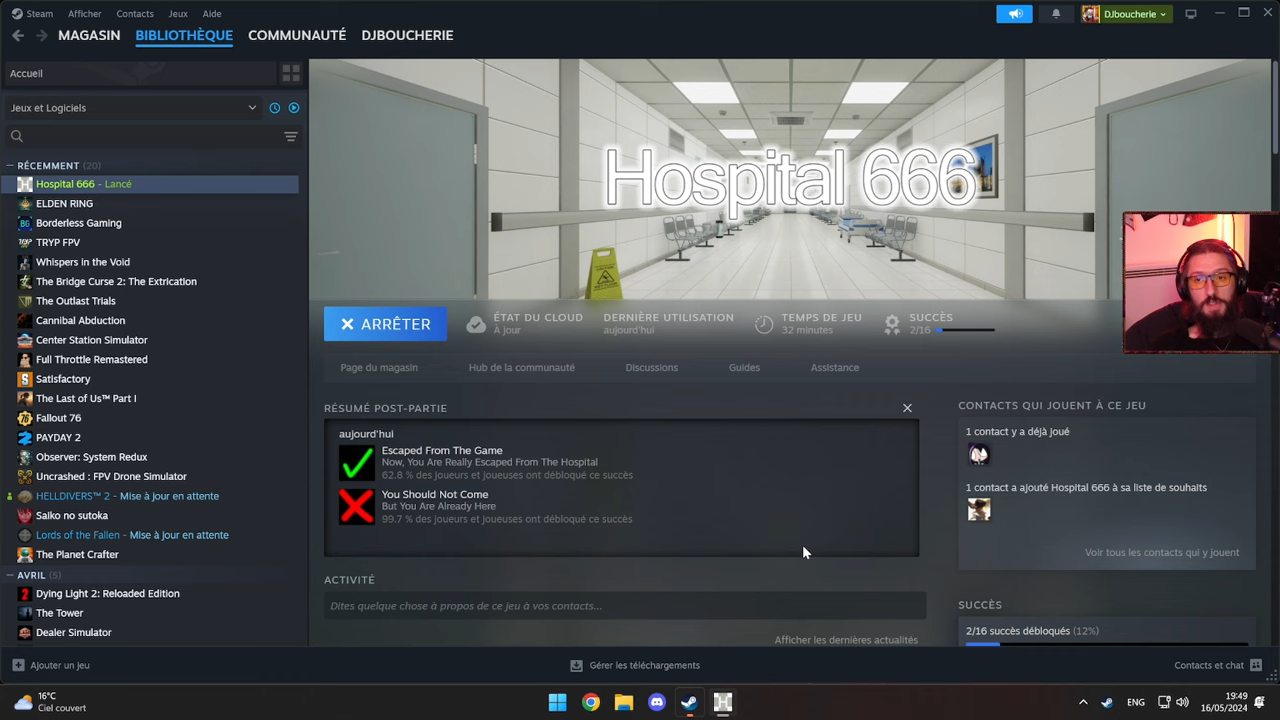 Steam Afficher Contacts Jeux Aide
DJboucherie
MAGASIN BIBLIOTHÈQUE COMMUNAUTÉ DJBOUCHERIE
Accueil
Jeux et Logiciels
RÉCEMMENT (20)
Hospital 666 - Lancé
ELDEN RING
Borderless Gaming
TRYP FPV
Whispers in the Void
The Bridge Curse 2: The Extrication
The Outlast Trials
Cannibal Abduction
Center Station Simulator
Full Throttle Remastered
Satisfactory
The Last of Us™ Part I
Fallout 76
PAYDAY 2
Observer: System Redux
Uncrashed : FPV Drone Simulator
HELLDIVERS™ 2 - Mise à jour en attente
Saiko no sutoka
Lords of the Fallen - Mise à jour en attente
The Planet Crafter
AVRIL (5)
Dying Light 2: Reloaded Edition
The Tower
Dealer Simulator
Hospital 666
ARRÊTER
ÉTAT DU CLOUD
À jour
DERNIÈRE UTILISATION
aujourd'hui
TEMPS DE JEU
32 minutes
SUCCÈS
2/16
Page du magasin Hub de la communauté Discussions Guides Assistance
RÉSUMÉ POST-PARTIE
aujourd'hui
Escaped From The Game
Now, You Are Really Escaped From The Hospital
62.8 % des joueurs et joueuses ont débloqué ce succès
You Should Not Come
But You Are Already Here
99.7 % des joueurs et joueuses ont débloqué ce succès
ACTIVITÉ
Dites quelque chose à propos de ce jeu à vos contacts...
Afficher les dernières actualités
CONTACTS QUI JOUENT À CE JEU
1 contact y a déjà joué
1 contact a ajouté Hospital 666 à sa liste de souhaits
Voir tous les contacts qui y jouent
SUCCÈS
2/16 succès débloqués (12%)
Ajouter un jeu
Gérer les téléchargements
Contacts et chat
16°C
Ciel couvert
ENG
19:49
16/05/2024